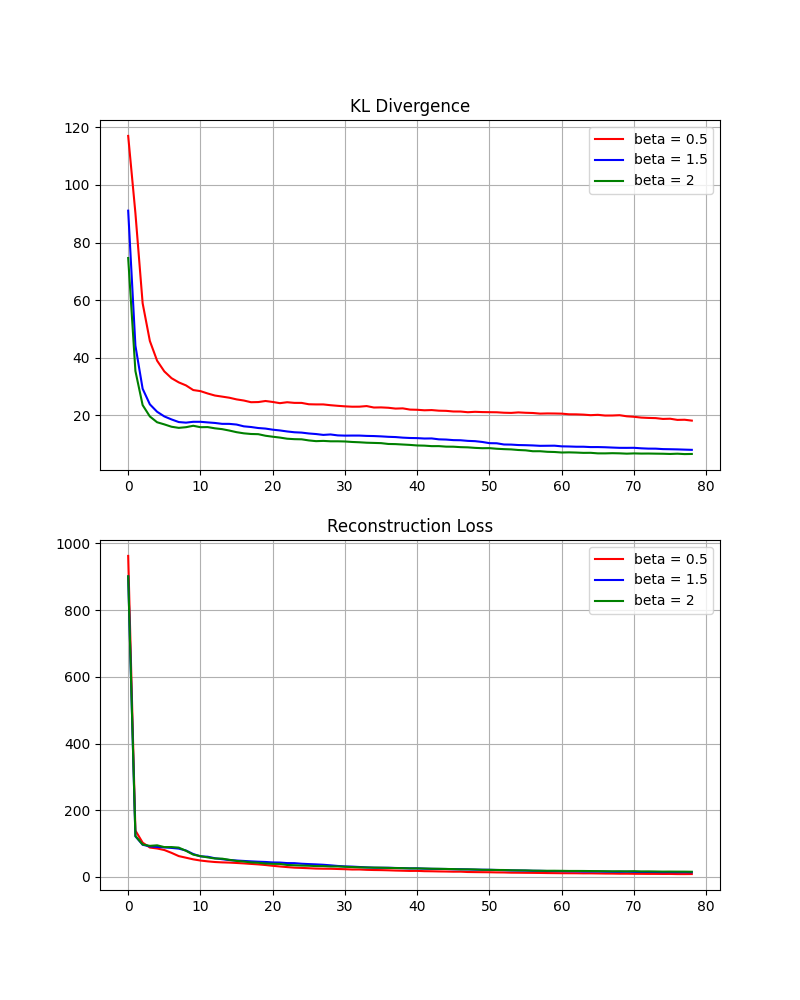 KL Divergence
120
100
80
60
40
20
beta = 0.5
beta = 1.5
beta = 2
0 10 20 30 40 50 60 70 80
Reconstruction Loss
1000
800
600
400
200
0
beta = 0.5
beta = 1.5
beta = 2
0 10 20 30 40 50 60 70 80